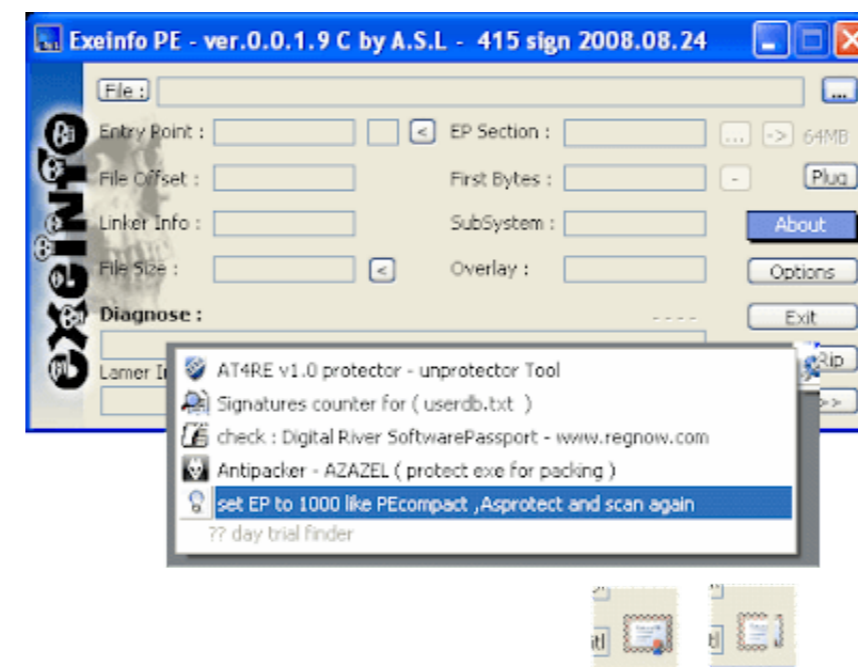 Exeinfo PE - ver.0.0.1.9 C by A.S.L - 415 sign 2008.08.24
File :
...
Entry Point :
<
EP Section :
...
->
64MB
File Offset :
First Bytes :
-
Plug
Linker Info :
SubSystem :
About
File Size :
<
Overlay :
Options
Diagnose :
- - - -
Exit
Lamer I
Rip
>>
exeinfo
AT4RE v1.0 protector - unprotector Tool
Signatures counter for ( userdb.txt )
check : Digital River SoftwarePassport - www.regnow.com
Antipacker - AZAZEL ( protect exe for packing )
set EP to 1000 like PEcompact ,Asprotect and scan again
?? day trial finder